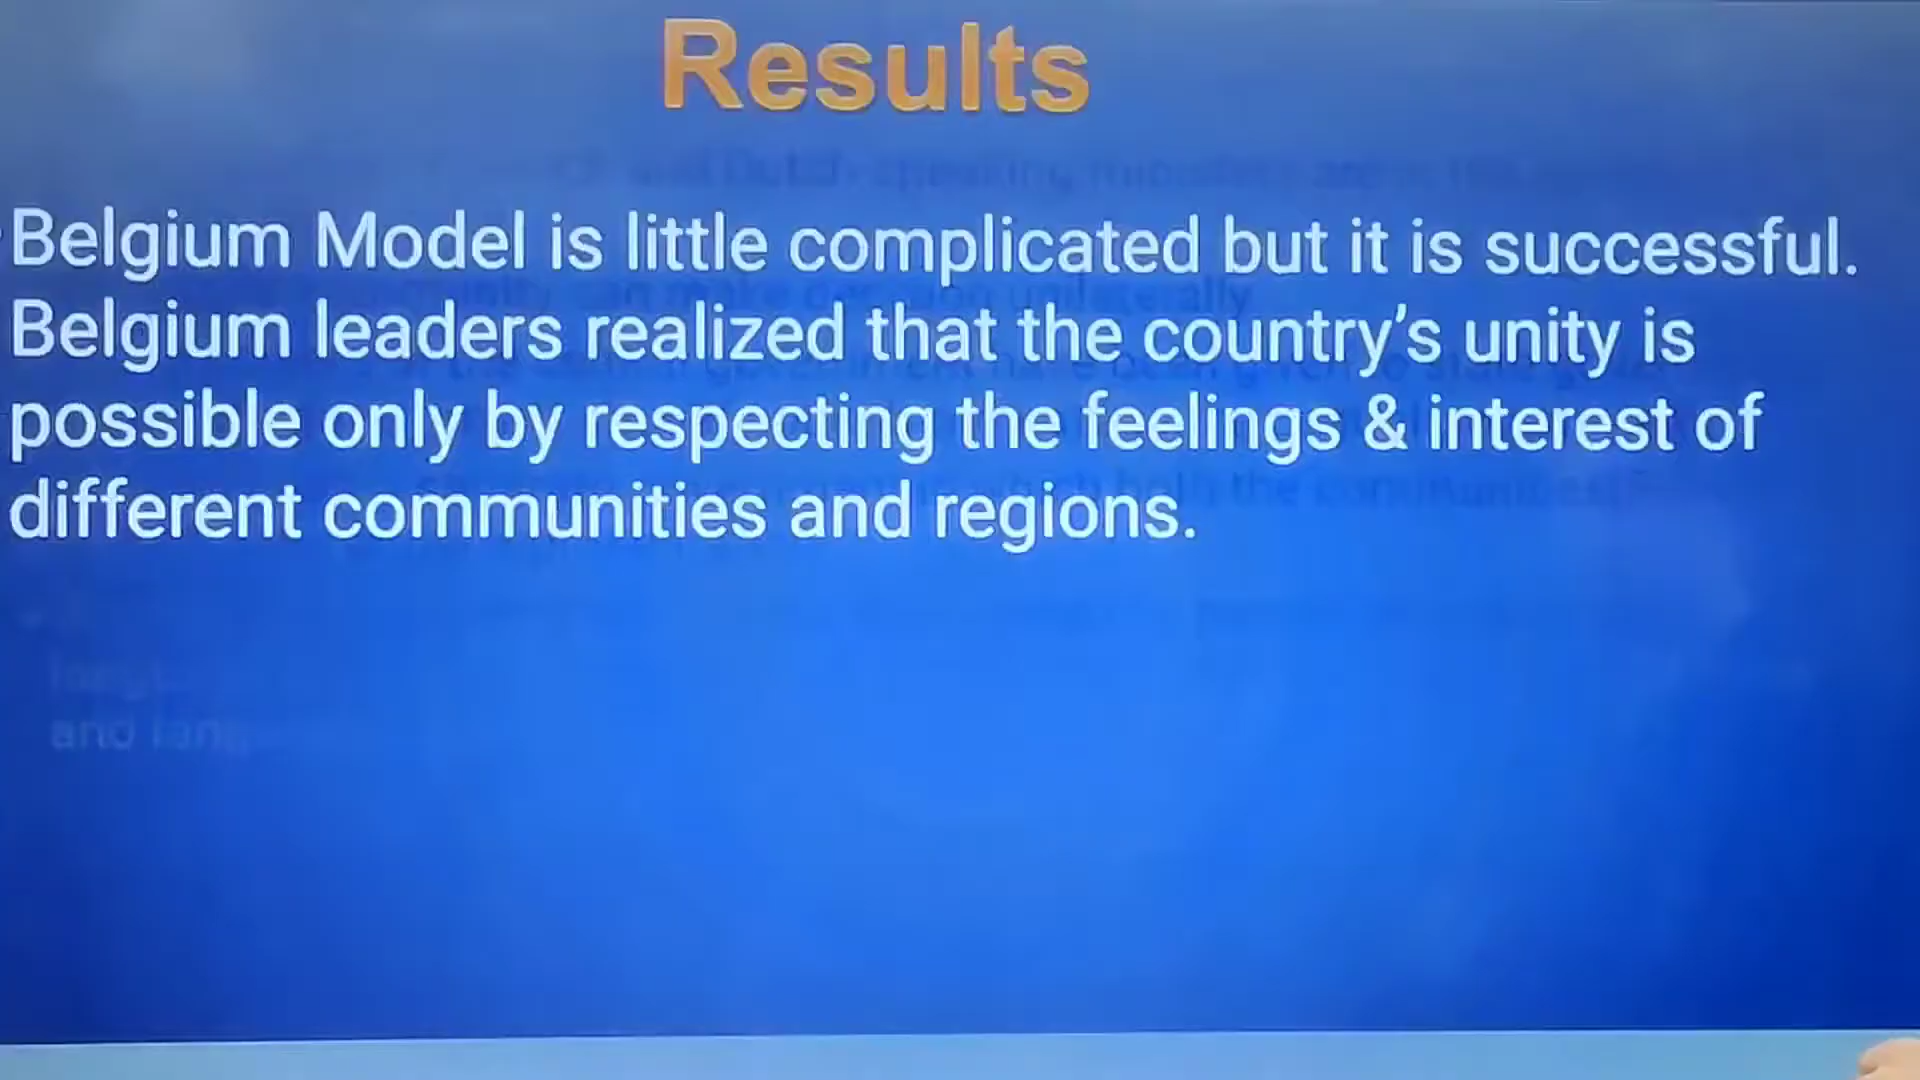 Results
Belgium Model is little complicated but it is successful.
Belgium leaders realized that the country's unity is
possible only by respecting the feelings & interest of
different communities and regions.